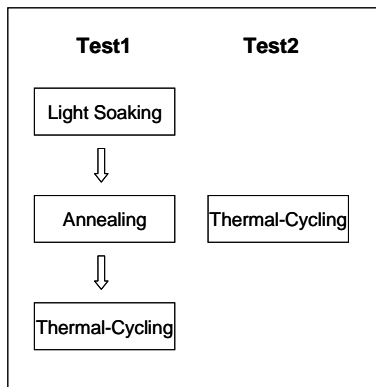 Test1 Test2
Light Soaking
Annealing Thermal-Cycling
Thermal-Cycling